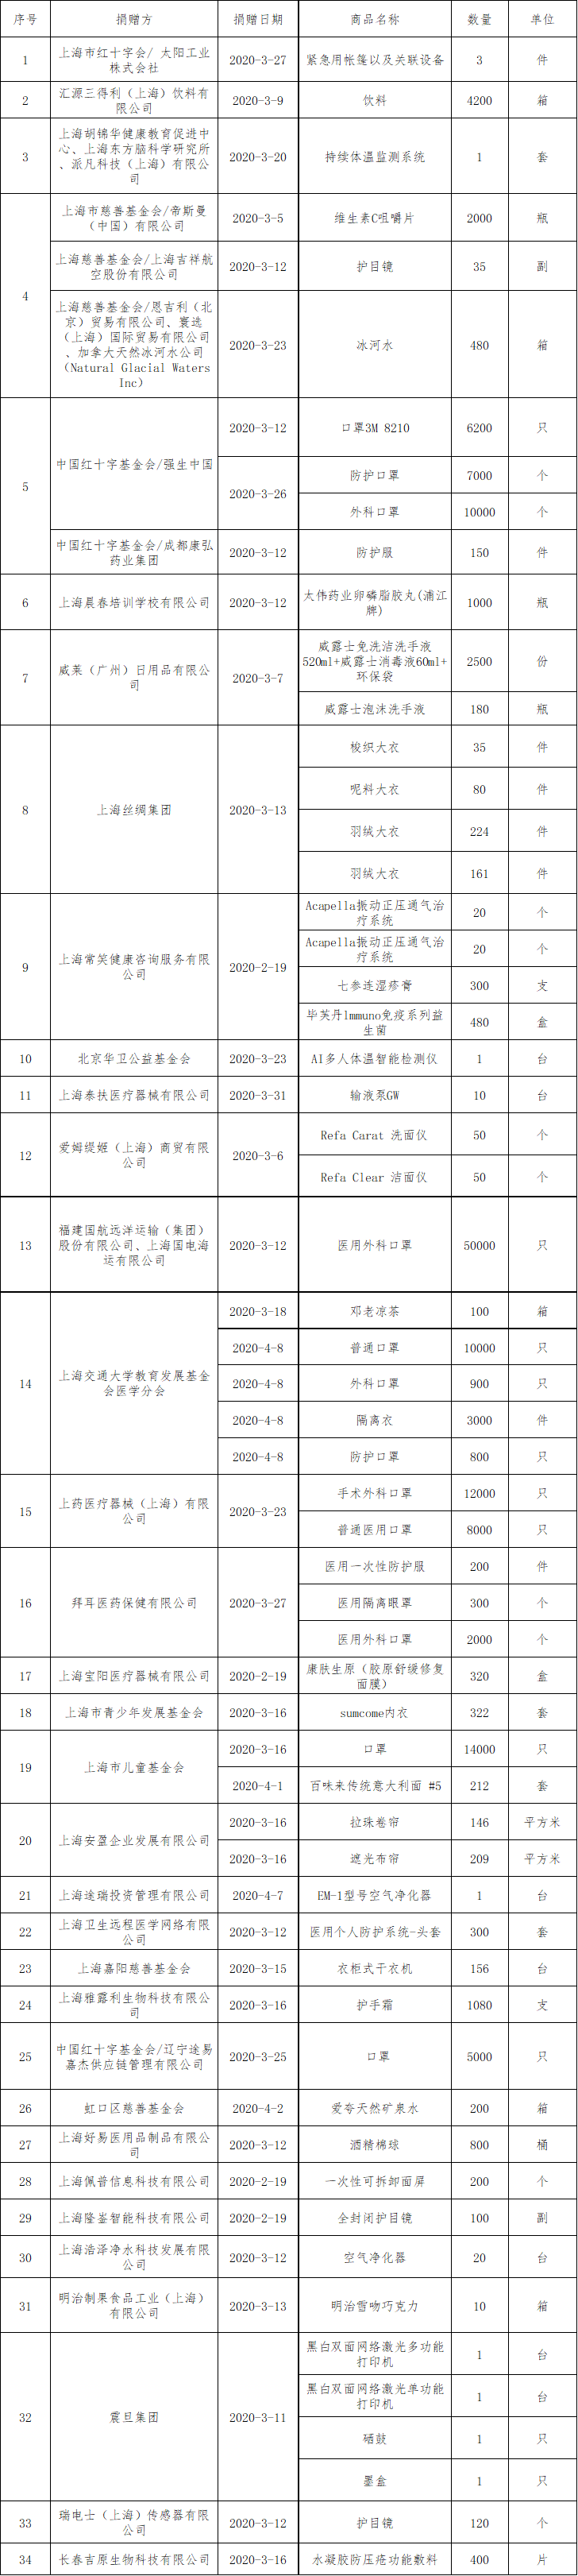 序号 捐赠方 捐赠日期 商品名称 数量 单位
1 上海市红十字会/ 太阳工业株式会社 2020-3-27 紧急用帐篷以及关联设备 3 件
2 汇源三得利（上海）饮料有限公司 2020-3-9 饮料 4200 箱
3 上海胡锦华健康教育促进中心、上海东方脑科学研究所、派凡科技（上海）有限公司 2020-3-20 持续体温监测系统 1 套
4 上海市慈善基金会/帝斯曼（中国）有限公司 2020-3-5 维生素C咀嚼片 2000 瓶
上海慈善基金会/上海吉祥航空股份有限公司 2020-3-12 护目镜 35 副
上海慈善基金会/恩吉利（北京）贸易有限公司、寰选（上海）国际贸易有限公司、加拿大天然冰河水公司（Natural Glacial Waters Inc） 2020-3-23 冰河水 480 箱
5 中国红十字基金会/强生中国 2020-3-12 口罩3M 8210 6200 只
2020-3-26 防护口罩 7000 个
外科口罩 10000 个
中国红十字基金会/成都康弘药业集团 2020-3-12 防护服 150 件
6 上海晨春培训学校有限公司 2020-3-12 太伟药业卵磷脂胶丸(浦江牌) 1000 瓶
7 威莱（广州）日用品有限公司 2020-3-7 威露士免洗洁洗手液520ml+威露士消毒液60ml+环保袋 2500 份
威露士泡沫洗手液 180 瓶
8 上海丝绸集团 2020-3-13 梭织大衣 35 件
呢料大衣 80 件
羽绒大衣 224 件
羽绒大衣 161 件
9 上海常笑健康咨询服务有限公司 2020-2-19 Acapella振动正压通气治疗系统 20 个
Acapella振动正压通气治疗系统 20 个
七参连湿疹膏 300 支
毕芙丹lmmuno免疫系列益生菌 480 盒
10 北京华卫公益基金会 2020-3-23 AI多人体温智能检测仪 1 台
11 上海泰扶医疗器械有限公司 2020-3-31 输液泵GW 10 台
12 爱姆缇姬（上海）商贸有限公司 2020-3-6 Refa Carat 洗面仪 50 个
Refa Clear 洁面仪 50 个
13 福建国航远洋运输（集团）股份有限公司、上海国电海运有限公司 2020-3-12 医用外科口罩 50000 只
14 上海交通大学教育发展基金会医学分会 2020-3-18 邓老凉茶 100 箱
2020-4-8 普通口罩 10000 只
2020-4-8 外科口罩 900 只
2020-4-8 隔离衣 3000 件
2020-4-8 防护口罩 800 只
15 上药医疗器械（上海）有限公司 2020-3-23 手术外科口罩 12000 只
普通医用口罩 8000 只
16 拜耳医药保健有限公司 2020-3-27 医用一次性防护服 200 件
医用隔离眼罩 300 个
医用外科口罩 2000 个
17 上海宝阳医疗器械有限公司 2020-2-19 康肤生原（胶原舒缓修复面膜） 320 盒
18 上海市青少年发展基金会 2020-3-16 sumcome内衣 322 套
19 上海市儿童基金会 2020-3-16 口罩 14000 只
2020-4-1 百味来传统意大利面 #5 212 套
20 上海安盈企业发展有限公司 2020-3-16 拉珠卷帘 146 平方米
2020-3-16 遮光布帘 209 平方米
21 上海途瑞投资管理有限公司 2020-4-7 EM-1型号空气净化器 1 台
22 上海卫生远程医学网络有限公司 2020-3-12 医用个人防护系统-头套 300 套
23 上海嘉阳慈善基金会 2020-3-15 衣柜式干衣机 156 台
24 上海雅露利生物科技有限公司 2020-3-16 护手霜 1080 支
25 中国红十字基金会/辽宁途易嘉杰供应链管理有限公司 2020-3-25 口罩 5000 只
26 虹口区慈善基金会 2020-4-2 爱夸天然矿泉水 200 箱
27 上海好易医用品制品有限公司 2020-3-12 酒精棉球 800 桶
28 上海佩普信息科技有限公司 2020-2-19 一次性可拆卸面屏 200 个
29 上海隆崟智能科技有限公司 2020-2-19 全封闭护目镜 100 副
30 上海浩泽净水科技发展有限公司 2020-3-12 空气净化器 20 台
31 明治制果食品工业（上海）有限公司 2020-3-13 明治雪吻巧克力 10 箱
32 震旦集团 2020-3-11 黑白双面网络激光多功能打印机 1 台
黑白双面网络激光单功能打印机 1 台
硒鼓 1 只
墨盒 1 只
33 瑞电士（上海）传感器有限公司 2020-3-12 护目镜 120 个
34 长春吉原生物科技有限公司 2020-3-16 水凝胶防压疮功能敷料 400 片